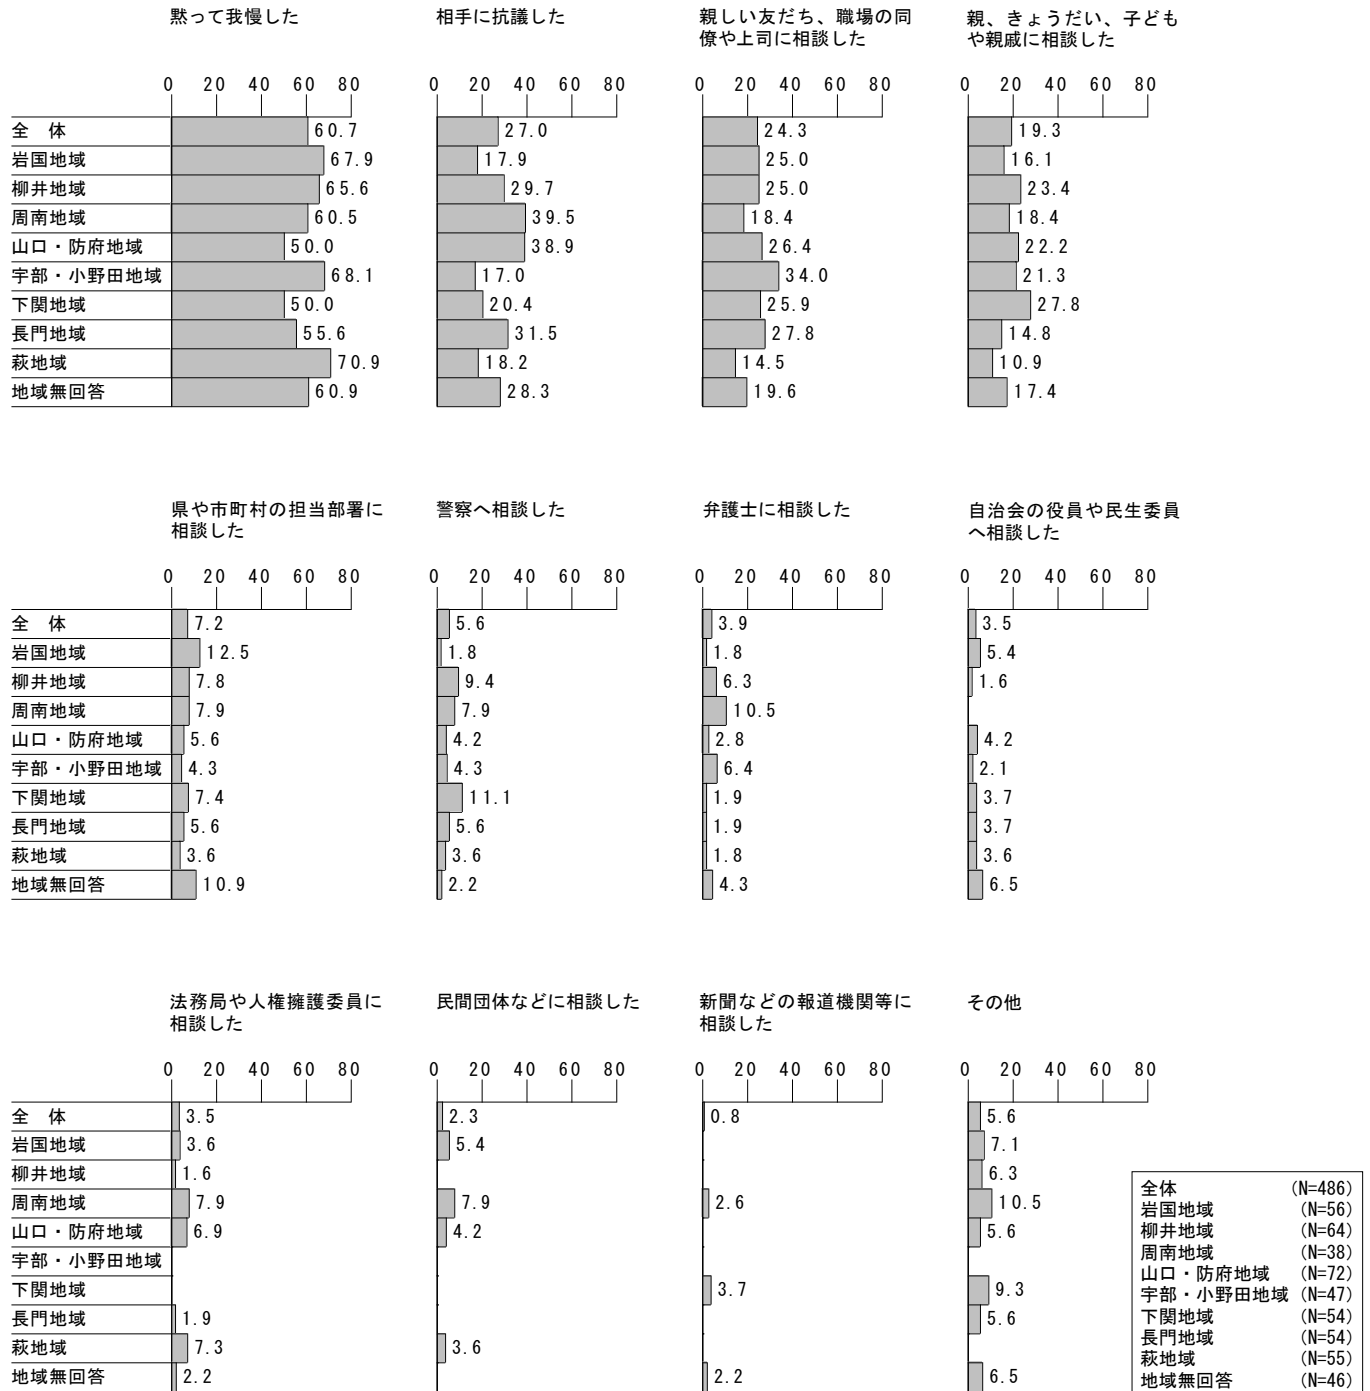 黙って我慢した
相手に抗議した
親しい友だち、職場の同
僚や上司に相談した
親、きょうだい、子ども
や親戚に相談した
0 20 40 60 80 0 20 40 60 80 0 20 40 60 80 0 20 40 60 80
全 体 60.7 27.0 24.3 19.3
岩国地域 67.9 17.9 25.0 16.1
柳井地域 65.6 29.7 25.0 23.4
周南地域 60.5 39.5 18.4 18.4
山口・防府地域 50.0 38.9 26.4 22.2
宇部・小野田地域 68.1 17.0 34.0 21.3
下関地域 50.0 20.4 25.9 27.8
長門地域 55.6 31.5 27.8 14.8
萩地域 70.9 18.2 14.5 10.9
地域無回答 60.9 28.3 19.6 17.4
県や市町村の担当部署に
相談した
警察へ相談した
弁護士に相談した
自治会の役員や民生委員
へ相談した
0 20 40 60 80 0 20 40 60 80 0 20 40 60 80 0 20 40 60 80
全 体 7.2 5.6 3.9 3.5
岩国地域 12.5 1.8 1.8 5.4
柳井地域 7.8 9.4 6.3 1.6
周南地域 7.9 7.9 10.5
山口・防府地域 5.6 4.2 2.8 4.2
宇部・小野田地域 4.3 4.3 6.4 2.1
下関地域 7.4 11.1 1.9 3.7
長門地域 5.6 5.6 1.9 3.7
萩地域 3.6 3.6 1.8 3.6
地域無回答 10.9 2.2 4.3 6.5
法務局や人権擁護委員に
相談した
民間団体などに相談した
新聞などの報道機関等に
相談した
その他
0 20 40 60 80 0 20 40 60 80 0 20 40 60 80 0 20 40 60 80
全 体 3.5 2.3 0.8 5.6
岩国地域 3.6 5.4 7.1
柳井地域 1.6 6.3
周南地域 7.9 7.9 2.6 10.5
山口・防府地域 6.9 4.2 5.6
宇部・小野田地域
下関地域 3.7 9.3
長門地域 1.9 5.6
萩地域 7.3 3.6
地域無回答 2.2 2.2 6.5
全体 (N=486)
岩国地域 (N=56)
柳井地域 (N=64)
周南地域 (N=38)
山口・防府地域 (N=72)
宇部・小野田地域 (N=47)
下関地域 (N=54)
長門地域 (N=54)
萩地域 (N=55)
地域無回答 (N=46)